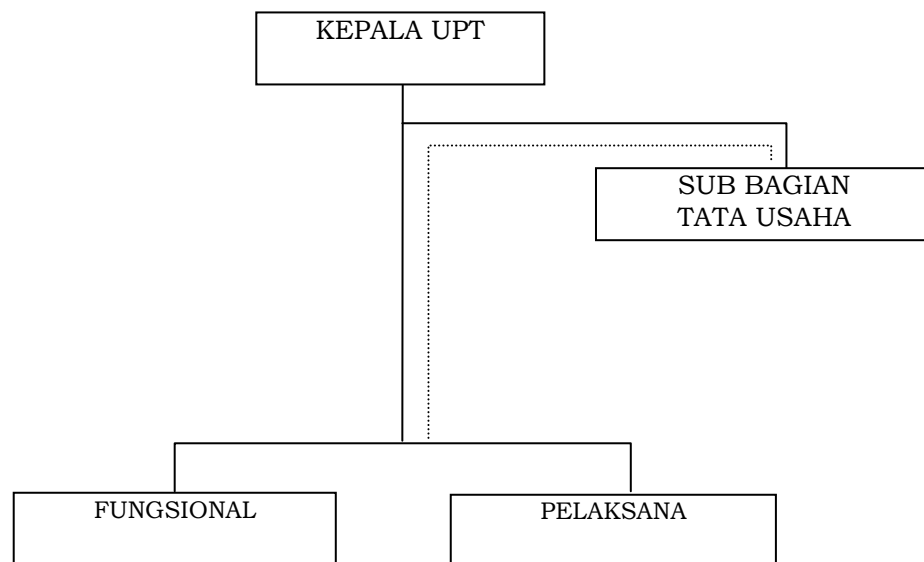 KEPALA UPT
SUB BAGIAN
TATA USAHA
FUNGSIONAL
PELAKSANA